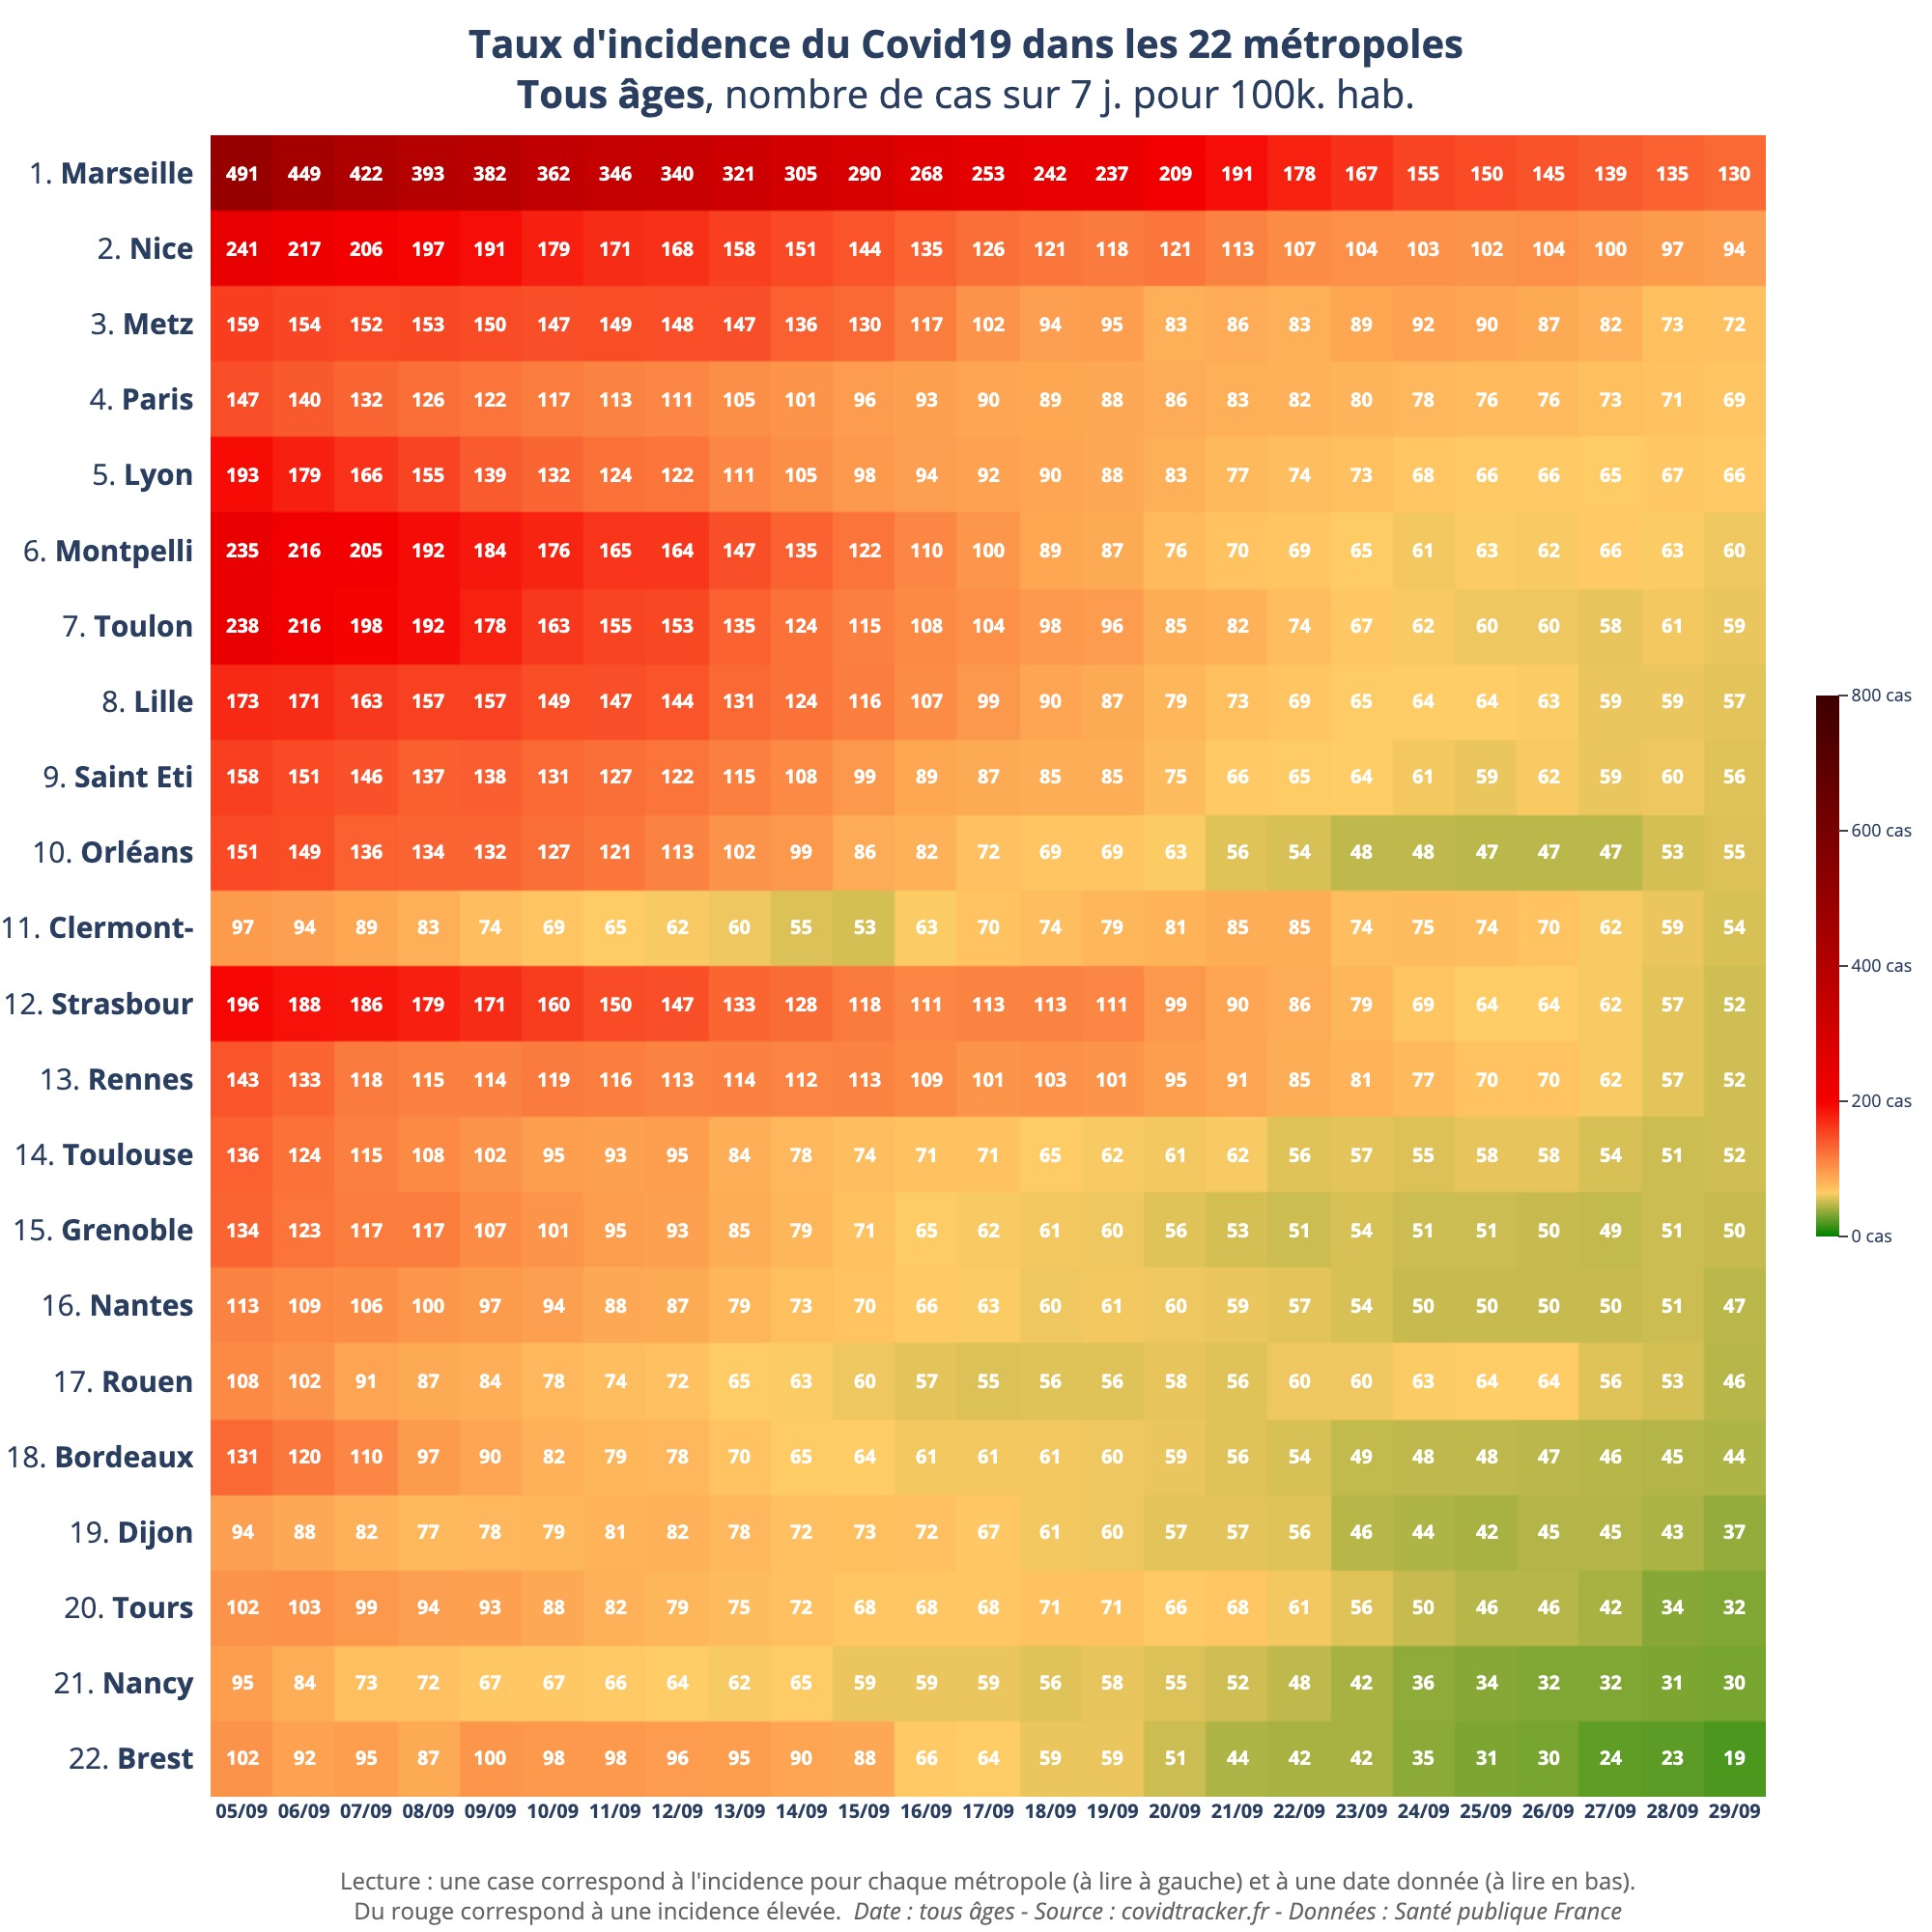 Taux d'incidence du Covid19 dans les 22 métropoles
Tous âges, nombre de cas sur 7 j. pour 100k. hab.
1. Marseille 491 449 422 393 382 362 346 340 321 305 290 268 253 242 237 209 191 178 167 155 150 145 139 135 130
2. Nice 241 217 206 197 191 179 171 168 158 151 144 135 126 121 118 121 113 107 104 103 102 104 100 97 94
3. Metz 159 154 152 153 150 147 149 148 147 136 130 117 102 94 95 83 86 83 89 92 90 87 82 73 72
4. Paris 147 140 132 126 122 117 113 111 105 101 96 93 90 89 88 86 83 82 80 78 76 76 73 71 69
5. Lyon 193 179 166 155 139 132 124 122 111 105 98 94 92 90 88 83 77 74 73 68 66 66 65 67 66
6. Montpelli 235 216 205 192 184 176 165 164 147 135 122 110 100 89 87 76 70 69 65 61 63 62 66 63 60
7. Toulon 238 216 198 192 178 163 155 153 135 124 115 108 104 98 96 85 82 74 67 62 60 60 58 61 59
8. Lille 173 171 163 157 157 149 147 144 131 124 116 107 99 90 87 79 73 69 65 64 64 63 59 59 57
9. Saint Eti 158 151 146 137 138 131 127 122 115 108 99 89 87 85 85 75 66 65 64 61 59 62 59 60 56
10. Orléans 151 149 136 134 132 127 121 113 102 99 86 82 72 69 69 63 56 54 48 48 47 47 47 53 55
11. Clermont- 97 94 89 83 74 69 65 62 60 55 53 63 70 74 79 81 85 85 74 75 74 70 62 59 54
12. Strasbour 196 188 186 179 171 160 150 147 133 128 118 111 113 113 111 99 90 86 79 69 64 64 62 57 52
13. Rennes 143 133 118 115 114 119 116 113 114 112 113 109 101 103 101 95 91 85 81 77 70 70 62 57 52
14. Toulouse 136 124 115 108 102 95 93 95 84 78 74 71 71 65 62 61 62 56 57 55 58 58 54 51 52
15. Grenoble 134 123 117 117 107 101 95 93 85 79 71 65 62 61 60 56 53 51 54 51 51 50 49 51 50
16. Nantes 113 109 106 100 97 94 88 87 79 73 70 66 63 60 61 60 59 57 54 50 50 50 50 51 47
17. Rouen 108 102 91 87 84 78 74 72 65 63 60 57 55 56 56 58 56 60 60 63 64 64 56 53 46
18. Bordeaux 131 120 110 97 90 82 79 78 70 65 64 61 61 61 60 59 56 54 49 48 48 47 46 45 44
19. Dijon 94 88 82 77 78 79 81 82 78 72 73 72 67 61 60 57 57 56 46 44 42 45 45 43 37
20. Tours 102 103 99 94 93 88 82 79 75 72 68 68 68 71 71 66 68 61 56 50 46 46 42 34 32
21. Nancy 95 84 73 72 67 67 66 64 62 65 59 59 59 56 58 55 52 48 42 36 34 32 32 31 30
22. Brest 102 92 95 87 100 98 98 96 95 90 88 66 64 59 59 51 44 42 42 35 31 30 24 23 19
05/09 06/09 07/09 08/09 09/09 10/09 11/09 12/09 13/09 14/09 15/09 16/09 17/09 18/09 19/09 20/09 21/09 22/09 23/09 24/09 25/09 26/09 27/09 28/09 29/09
800 cas
600 cas
400 cas
200 cas
0 cas
Lecture : une case correspond à l'incidence pour chaque métropole (à lire à gauche) et à une date donnée (à lire en bas).
Du rouge correspond à une incidence élevée. Date : tous âges - Source : covidtracker.fr - Données : Santé publique France